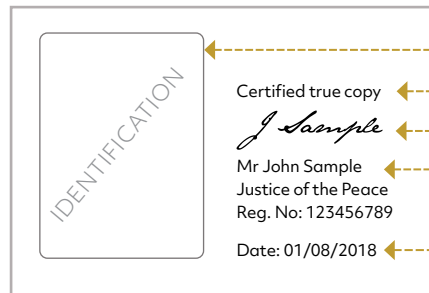 IDENTIFICATION
Certified true copy
J Sample
Mr John Sample
Justice of the Peace
Reg. No: 123456789
Date: 01/08/2018